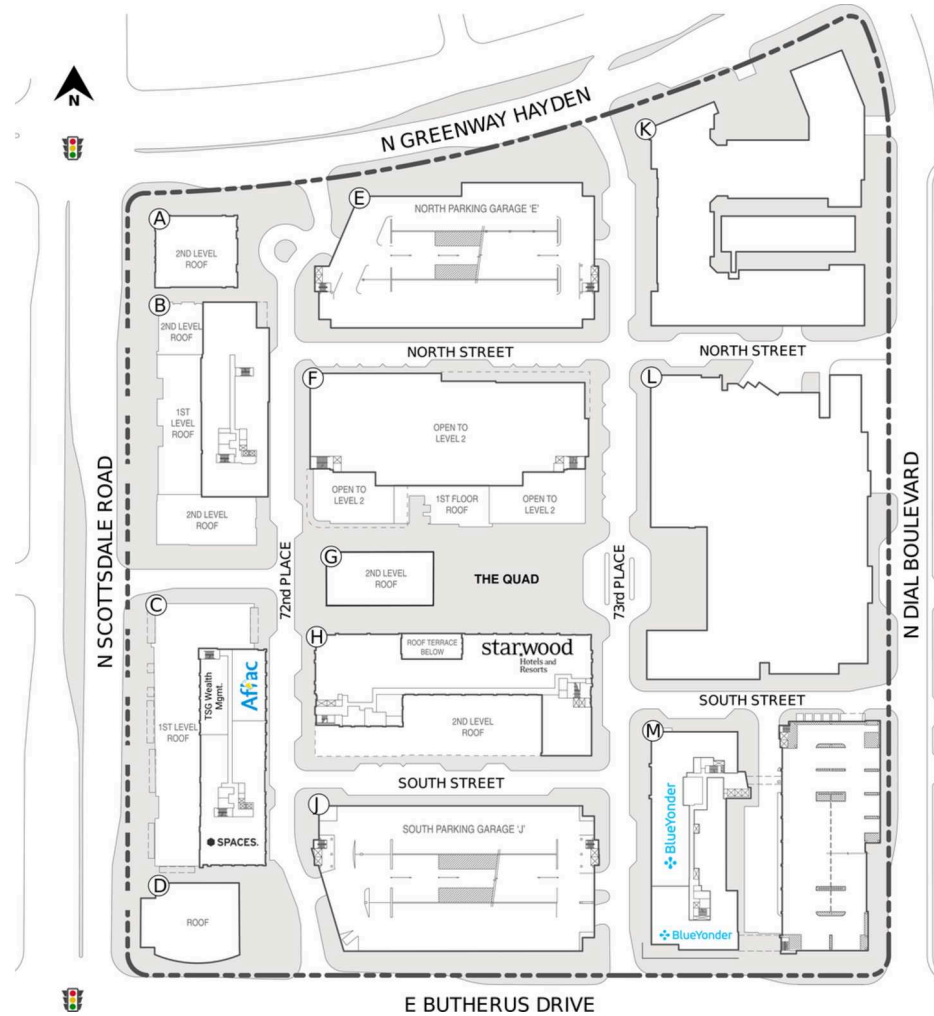 N GREENWAY HAYDEN
N
K
A
E
NORTH PARKING GARAGE 'E'
2ND LEVEL
ROOF
B
2ND LEVEL
ROOF
NORTH STREET
NORTH STREET
F
L
1ST
LEVEL
ROOF
OPEN TO
LEVEL 2
OPEN TO
LEVEL 2
1ST FLOOR
ROOF
OPEN TO
LEVEL 2
2ND LEVEL
ROOF
N SCOTTSDALE ROAD
72nd PLACE
G
2ND LEVEL
ROOF
THE QUAD
73rd PLACE
N DIAL BOULEVARD
C
H
ROOF TERRACE
BELOW
starwood
Hotels and
Resorts
TSG Wealth
Mgmt.
Aflac
1ST LEVEL
ROOF
2ND LEVEL
ROOF
SOUTH STREET
M
SOUTH STREET
J
SOUTH PARKING GARAGE 'J'
SPACES.
BlueYonder
D
ROOF
BlueYonder
E BUTHERUS DRIVE